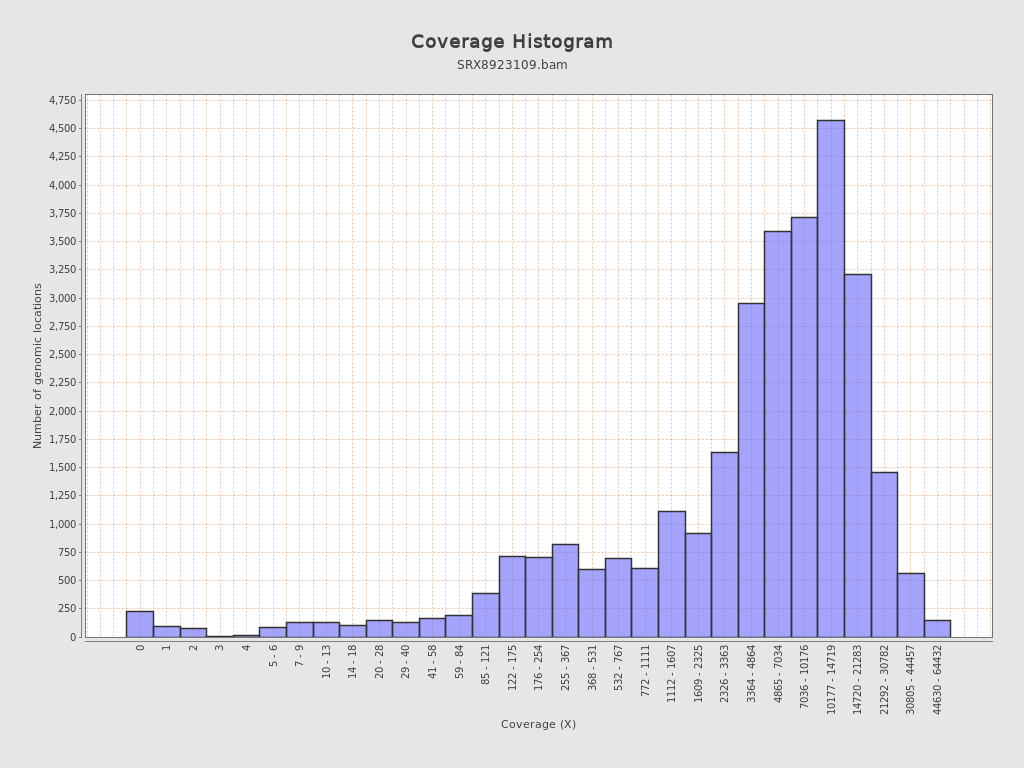 Coverage Histogram
SRX8923109.bam
Number of genomic locations
4,750
4,500
4,250
4,000
3,750
3,500
3,250
3,000
2,750
2,500
2,250
2,000
1,750
1,500
1,250
1,000
750
500
250
0
0
1
2
3
4
5 - 6
7 - 9
10 - 13
14 - 18
20 - 28
29 - 40
41 - 58
59 - 84
85 - 121
122 - 175
176 - 254
255 - 367
368 - 531
532 - 767
772 - 1111
1112 - 1607
1609 - 2325
2326 - 3363
3364 - 4864
4865 - 7034
7036 - 10176
10177 - 14719
14720 - 21283
21292 - 30782
30805 - 44457
44630 - 64432
Coverage (X)